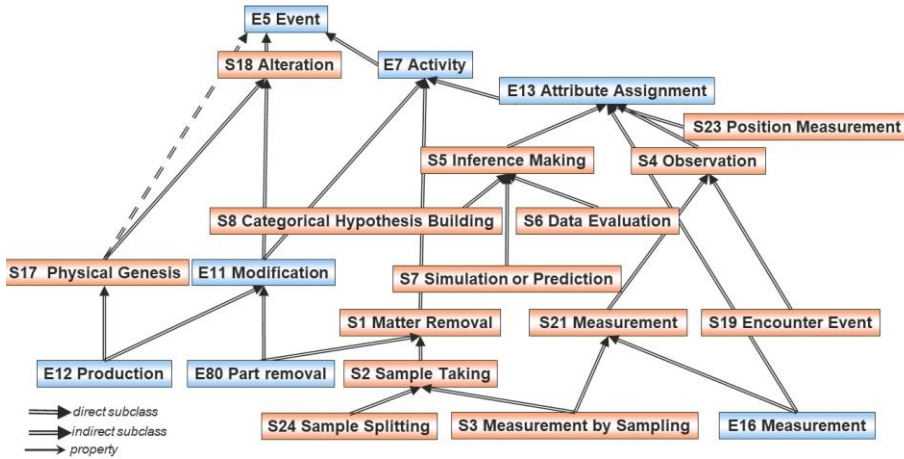 E5 Event
S18 Alteration
E7 Activity
E13 Attribute Assignment
S23 Position Measurement
S5 Inference Making
S4 Observation
S8 Categorical Hypothesis Building
S6 Data Evaluation
S17 Physical Genesis
E11 Modification
S7 Simulation or Prediction
S1 Matter Removal
S21 Measurement
S19 Encounter Event
E12 Production
E80 Part removal
S2 Sample Taking
S24 Sample Splitting
S3 Measurement by Sampling
E16 Measurement
direct subclass
indirect subclass
property